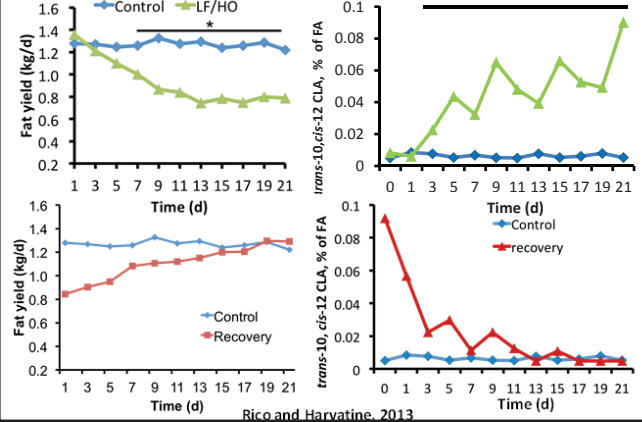 Control LF/HO
*
Fat yield (kg/d)
1.6
1.4
1.2
1.0
0.8
0.6
0.4
0.2
1 3 5 7 9 11 13 15 17 19 21
Time (d)
trans-10,cis-12 CLA, % of FA
0.1
0.08
0.06
0.04
0.02
0
0 1 3 5 7 9 11 13 15 17 19 21
Time (d)
Fat yield (kg/d)
1.6
1.4
1.2
1.0
0.8
0.6
0.4
0.2
Control
Recovery
1 3 5 7 9 11 13 15 17 19 21
Time (d)
trans-10, cis-12 CLA, % of FA
0.1
0.08
0.06
0.04
0.02
0
Control
recovery
0 1 3 5 7 9 11 13 15 17 19 21
Time (d)
Rico and Harvatine, 2013